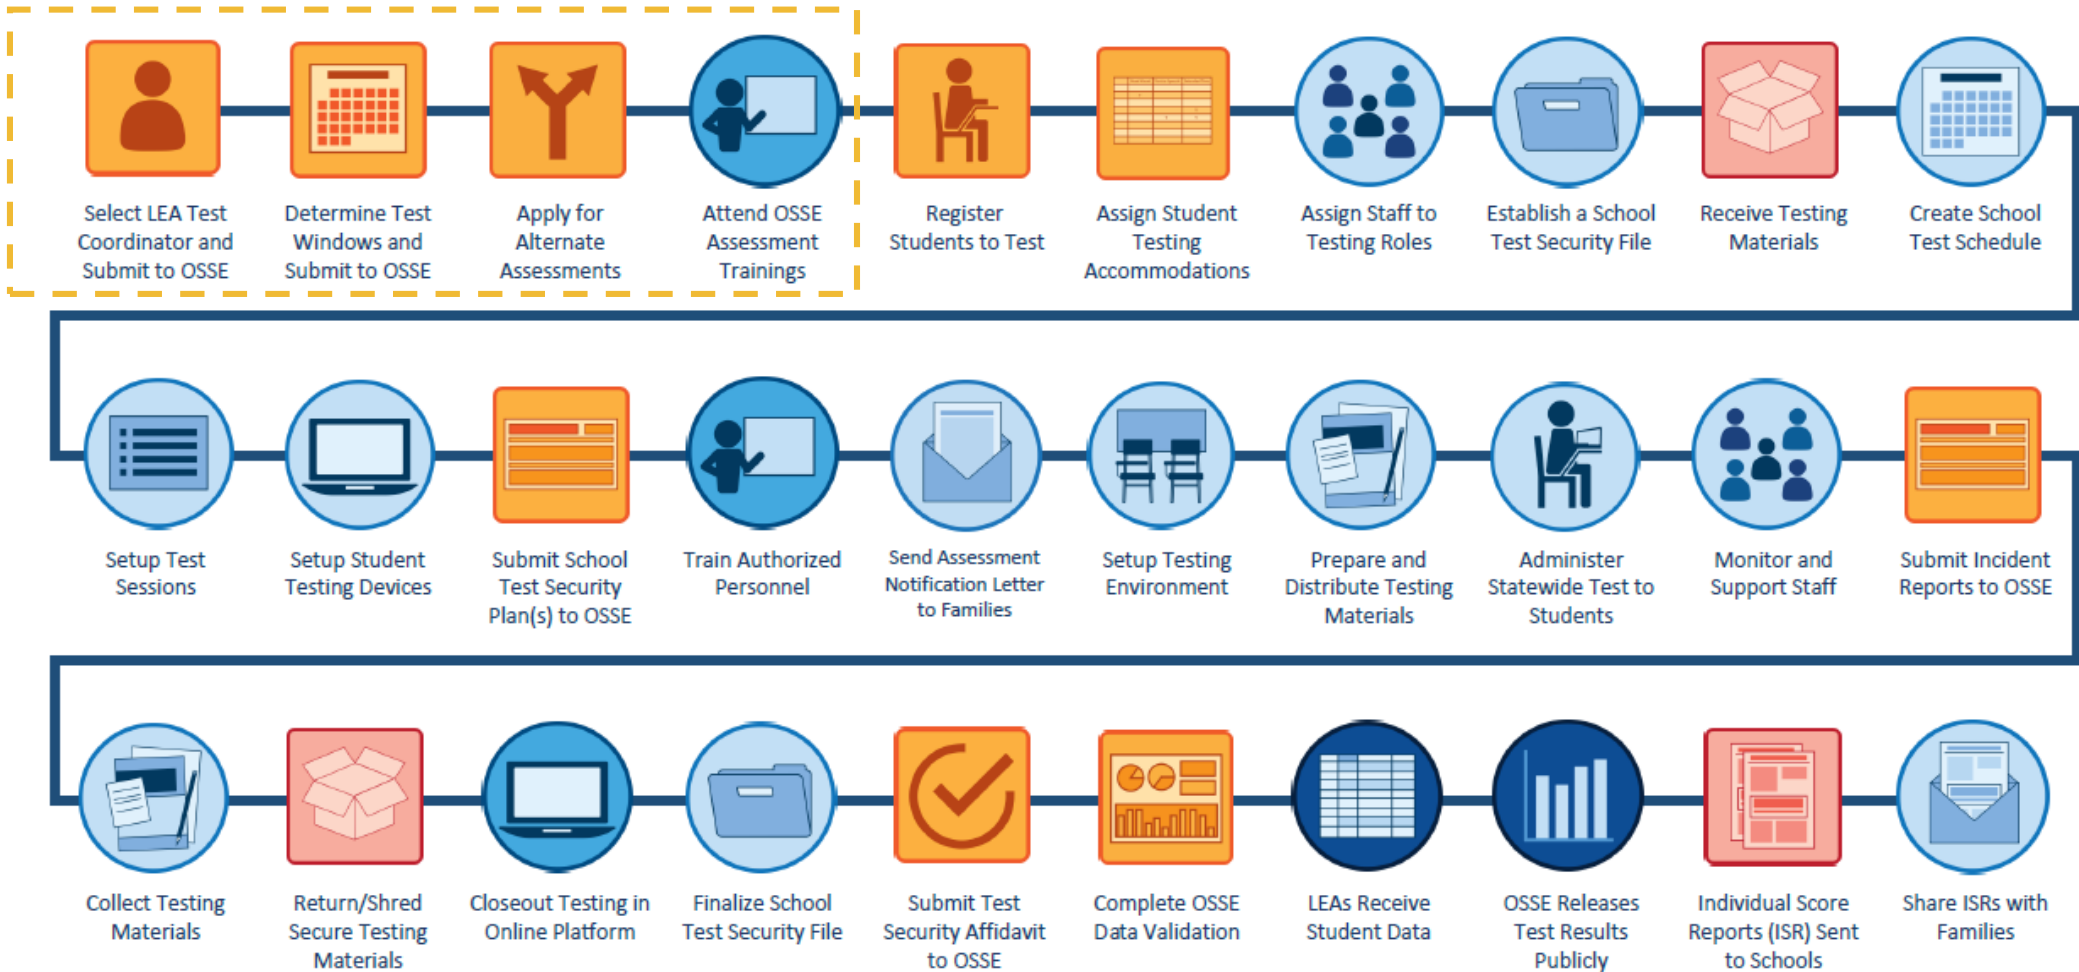 Select LEA Test
Coordinator and
Submit to OSSE
Determine Test
Windows and
Submit to OSSE
Apply for
Alternate
Assessments
Attend OSSE
Assessment
Trainings
Register
Students to Test
Assign Student
Testing
Accommodations
Assign Staff to
Testing Roles
Establish a School
Test Security File
Receive Testing
Materials
Create School
Test Schedule
Setup Test
Sessions
Setup Student
Testing Devices
Submit School
Test Security
Plan(s) to OSSE
Train Authorized
Personnel
Send Assessment
Notification Letter
to Families
Setup Testing
Environment
Prepare and
Distribute Testing
Materials
Administer
Statewide Test to
Students
Monitor and
Support Staff
Submit Incident
Reports to OSSE
Collect Testing
Materials
Return/Shred
Secure Testing
Materials
Closeout Testing in
Online Platform
Finalize School
Test Security File
Submit Test
Security Affidavit
to OSSE
Complete OSSE
Data Validation
LEAs Receive
Student Data
OSSE Releases
Test Results
Publicly
Individual Score
Reports (ISR) Sent
to Schools
Share ISRs with
Families